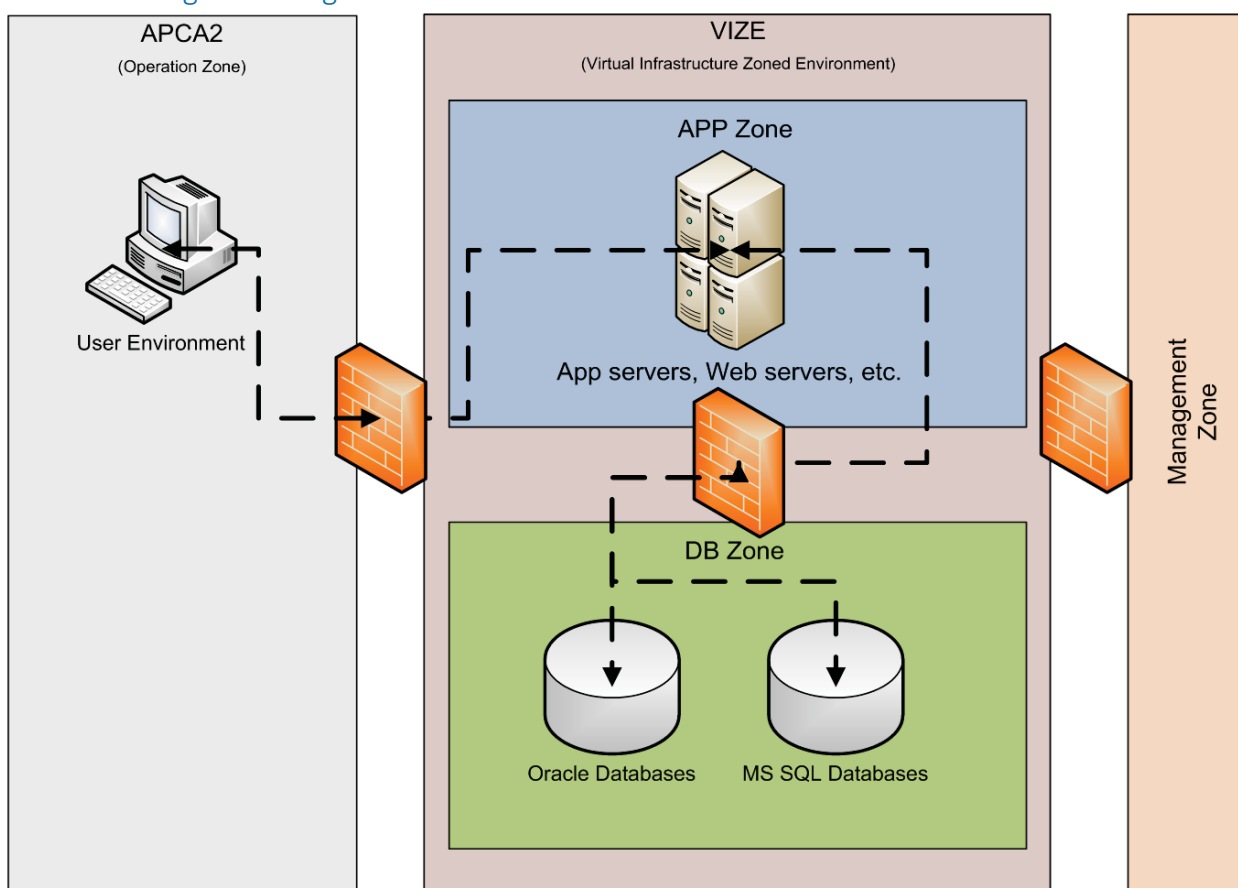 APCA2
(Operation Zone)
User Environment
VIZE
(Virtual Infrastructure Zoned Environment)
APP Zone
App servers, Web servers, etc.
DB Zone
Oracle Databases
MS SQL Databases
Management
Zone